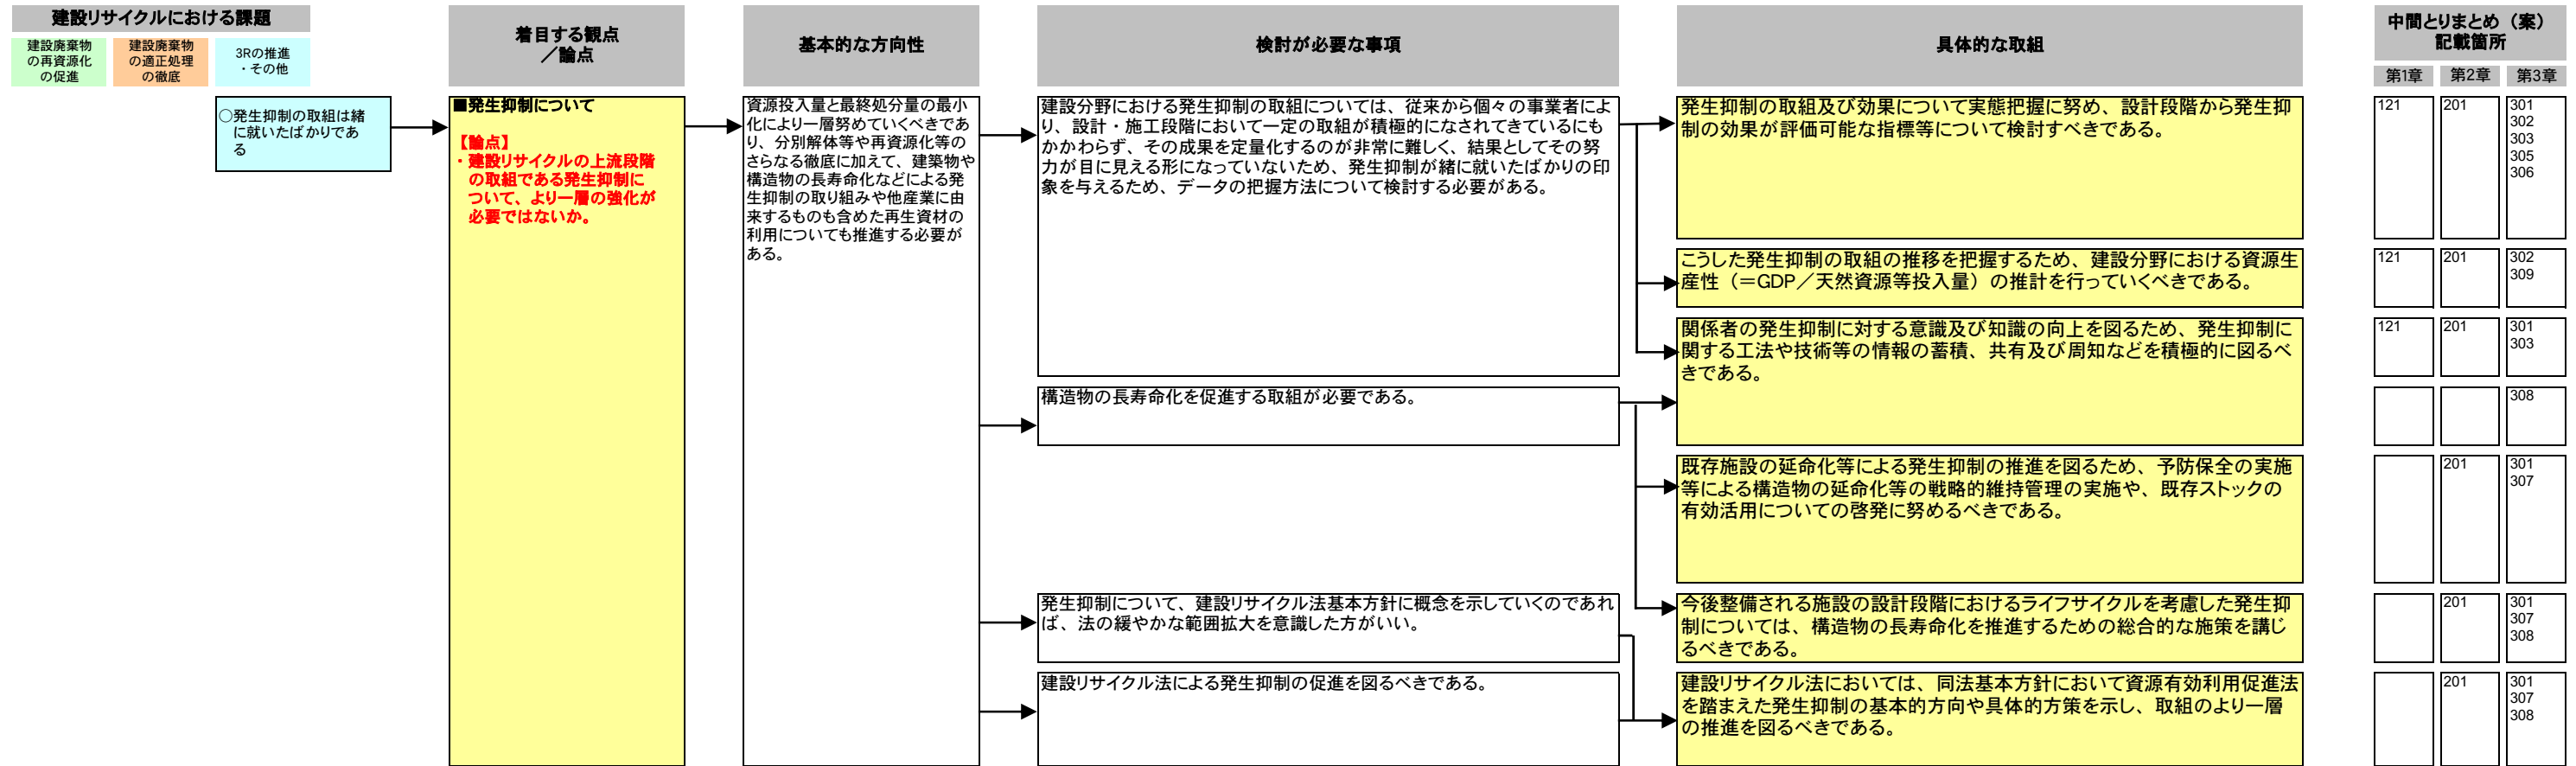 建設リサイクルにおける課題
建設廃棄物
の再資源化
の促進
建設廃棄物
の適正処理
の徹底
3Rの推進
・その他
着目する観点
／論点
基本的な方向性
検討が必要な事項
具体的な取組
中間とりまとめ（案）
記載箇所
第1章
第2章
第3章
○発生抑制の取組は緒
に就いたばかりであ
る
■発生抑制について
【論点】
・建設リサイクルの上流段階
の取組である発生抑制に
ついて、より一層の強化が
必要ではないか。
資源投入量と最終処分量の最小
化により一層努めていくべきであ
り、分別解体等や再資源化等の
さらなる徹底に加えて、建築物や
構造物の長寿命化などによる発
生抑制の取り組みや他産業に由
来するものも含めた再生資材の
利用についても推進する必要が
ある。
建設分野における発生抑制の取組については、従来から個々の事業者によ
り、設計・施工段階において一定の取組が積極的になされてきているにも
かかわらず、その成果を定量化するのが非常に難しく、結果としてその努
力が目に見える形になっていないため、発生抑制が緒に就いたばかりの印
象を与えるため、データの把握方法について検討する必要がある。
構造物の長寿命化を促進する取組が必要である。
発生抑制について、建設リサイクル法基本方針に概念を示していくのであれ
ば、法の緩やかな範囲拡大を意識した方がいい。
建設リサイクル法による発生抑制の促進を図るべきである。
発生抑制の取組及び効果について実態把握に努め、設計段階から発生抑
制の効果が評価可能な指標等について検討すべきである。
121
201
301
302
303
305
306
こうした発生抑制の取組の推移を把握するため、建設分野における資源生
産性（＝GDP／天然資源等投入量）の推計を行っていくべきである。
121
201
302
309
関係者の発生抑制に対する意識及び知識の向上を図るため、発生抑制に
関する工法や技術等の情報の蓄積、共有及び周知などを積極的に図るべ
きである。
121
201
301
303
308
既存施設の延命化等による発生抑制の推進を図るため、予防保全の実施
等による構造物の延命化等の戦略的維持管理の実施や、既存ストックの
有効活用についての啓発に努めるべきである。
201
301
307
今後整備される施設の設計段階におけるライフサイクルを考慮した発生抑
制については、構造物の長寿命化を推進するための総合的な施策を講じ
るべきである。
201
301
307
308
建設リサイクル法においては、同法基本方針において資源有効利用促進法
を踏まえた発生抑制の基本的方向や具体的方策を示し、取組のより一層
の推進を図るべきである。
201
301
307
308